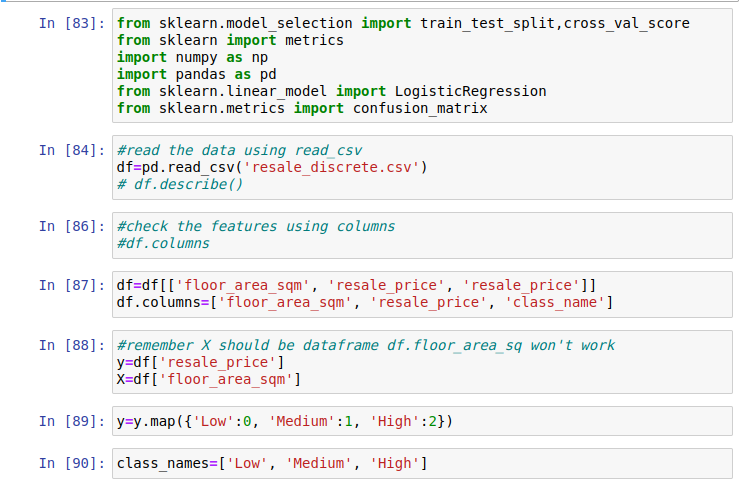 In [83]: from sklearn.model_selection import train_test_split,cross_val_score
from sklearn import metrics
import numpy as np
import pandas as pd
from sklearn.linear_model import LogisticRegression
from sklearn.metrics import confusion_matrix
In [84]: #read the data using read_csv
df=pd.read_csv('resale_discrete.csv')
# df.describe()
In [86]: #check the features using columns
#df.columns
In [87]: df=df[['floor_area_sqm', 'resale_price', 'resale_price']]
df.columns=['floor_area_sqm', 'resale_price', 'class_name']
In [88]: #remember X should be dataframe df.floor_area_sq won't work
y=df['resale_price']
X=df['floor_area_sqm']
In [89]: y=y.map({'Low':0, 'Medium':1, 'High':2})
In [90]: class_names=['Low', 'Medium', 'High']